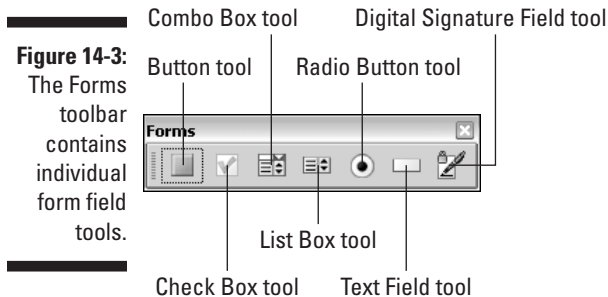 Combo Box tool
Digital Signature Field tool
Figure 14-3:
The Forms
toolbar
contains
individual
form field
tools.
Button tool
Radio Button tool
Forms
List Box tool
Check Box tool
Text Field tool